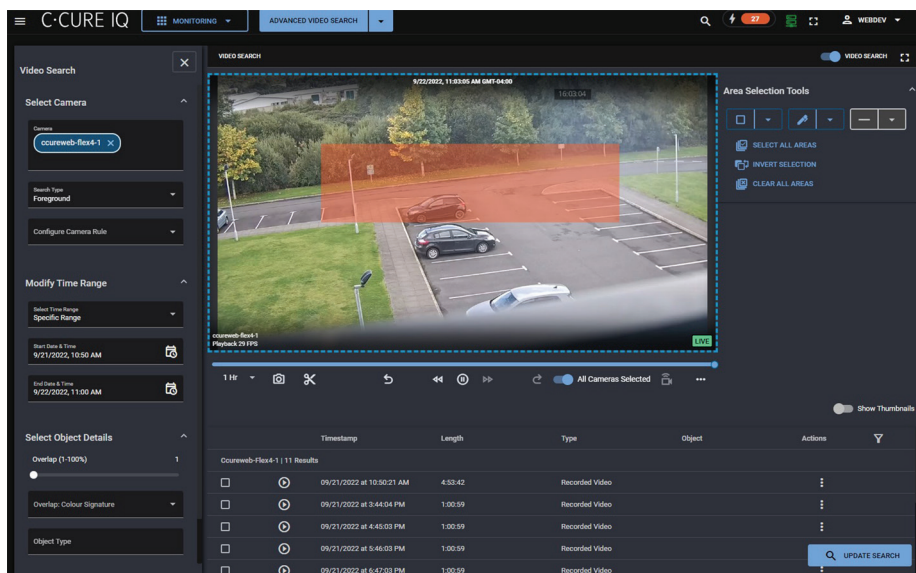 C•CURE IQ
MONITORING
ADVANCED VIDEO SEARCH
27
WEBDEV
Video Search
Select Camera
Camera
ccureweb-flex4-1
Search Type
Foreground
Configure Camera Rule
Modify Time Range
Select Time Range
Specific Range
Start Date & Time
9/21/2022, 10:50 AM
End Date & Time
9/22/2022, 11:00 AM
Select Object Details
Overlap (1-100%) 1
Overlap: Colour Signature
Object Type
VIDEO SEARCH
VIDEO SEARCH
9/22/2022, 11:03:05 AM GMT-04:00
16:03:04
ccureweb-flex4-1
Playback 29 FPS
LIVE
Area Selection Tools
SELECT ALL AREAS
INVERT SELECTION
CLEAR ALL AREAS
1 Hr
All Cameras Selected
Show Thumbnails
Timestamp Length Type Object Actions
Ccureweb-Flex4-1 | 11 Results
09/21/2022 at 10:50:21 AM 4:53:42 Recorded Video
09/21/2022 at 3:44:04 PM 1:00:59 Recorded Video
09/21/2022 at 4:45:03 PM 1:00:59 Recorded Video
09/21/2022 at 5:46:03 PM 1:00:59 Recorded Video
09/21/2022 at 6:47:03 PM 1:00:59 Recorded Video
UPDATE SEARCH